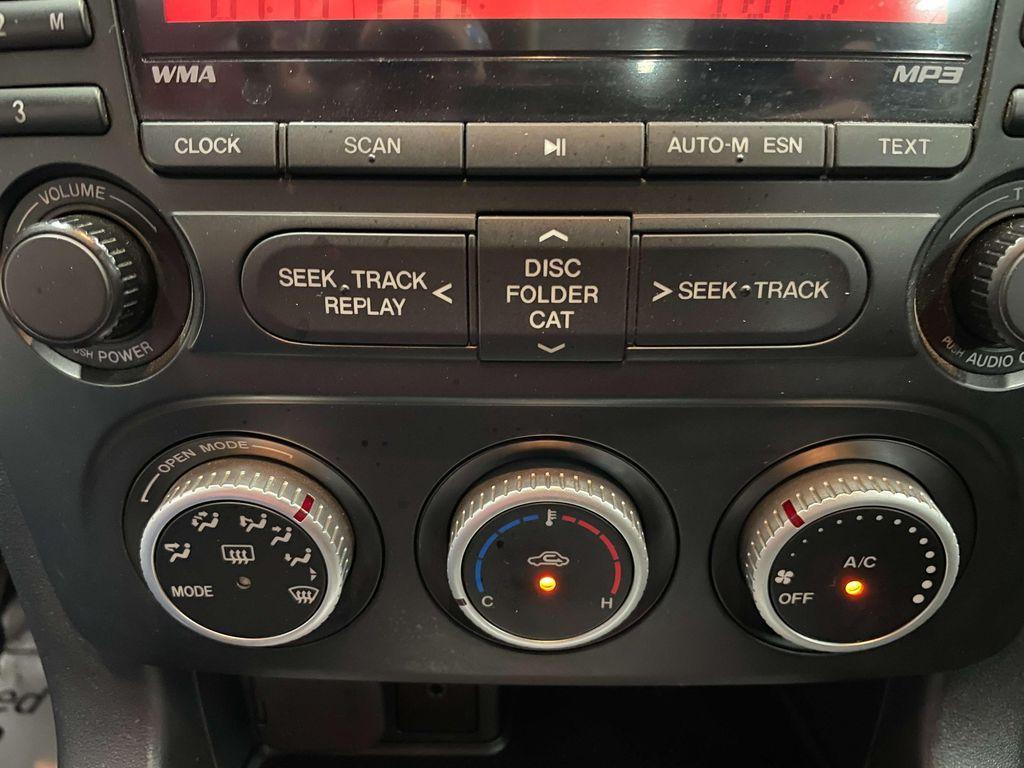 2 M
WMA
MP3
3
CLOCK
SCAN
AUTO-M ESN
TEXT
VOLUME
SEEK TRACK
REPLAY
DISC
FOLDER
CAT
SEEK TRACK
POWER
PUSH AUDIO
OPEN MODE
MODE
C
H
A/C
OFF